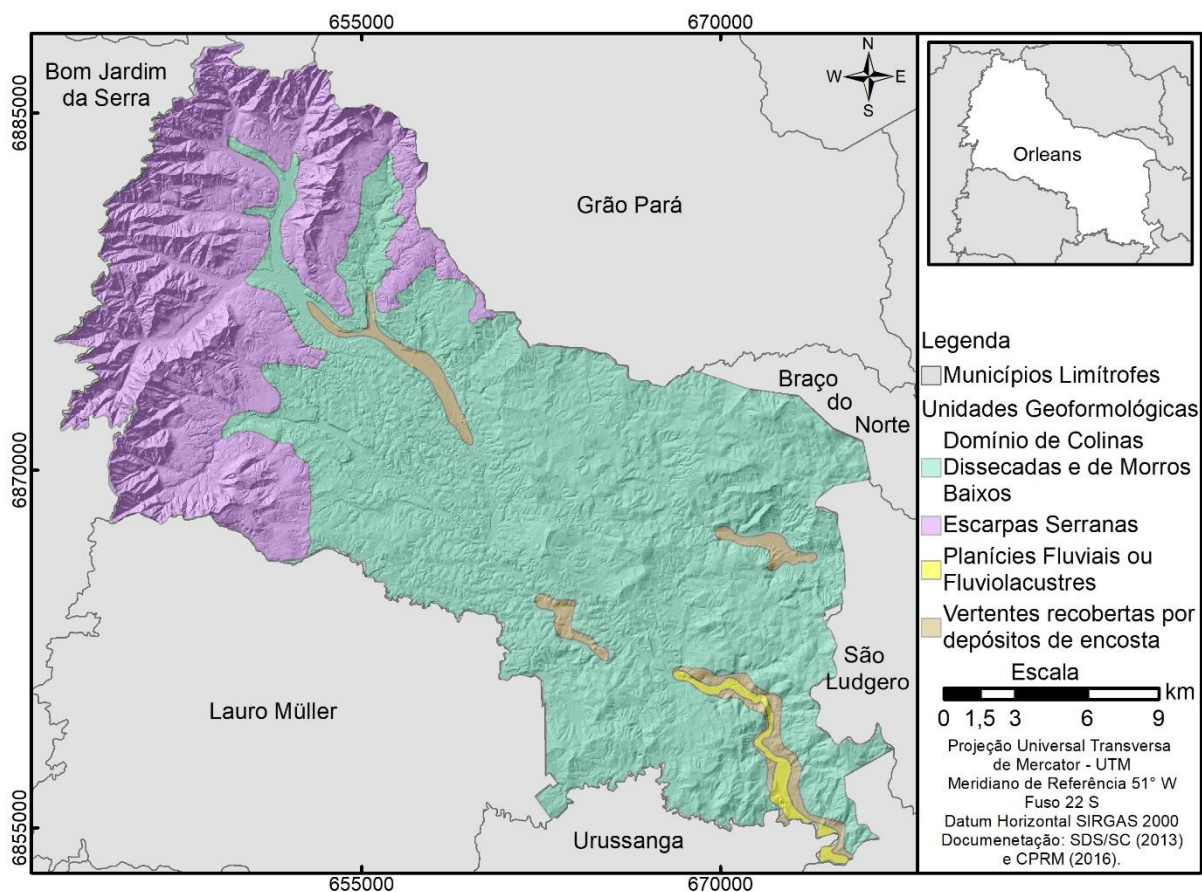 655000
670000
Bom Jardim
da Serra
N
W
E
S
6885000
Grão Pará
Orleans
Braço
do
Norte
6870000
São
Ludgero
Lauro Müller
Urussanga
6855000
655000
670000
Legenda
Municípios Limítrofes
Unidades Geoformológicas
Domínio de Colinas
Dissecadas e de Morros
Baixos
Escarpas Serranas
Planícies Fluviais ou
Fluviolacustres
Vertentes recobertas por
depósitos de encosta
Escala
km
0 1,5 3 6 9
Projeção Universal Transversa
de Mercator - UTM
Meridiano de Referência 51° W
Fuso 22 S
Datum Horizontal SIRGAS 2000
Documenetação: SDS/SC (2013)
e CPRM (2016).